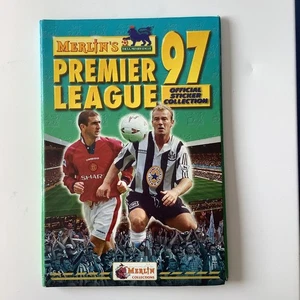 MERLIN'S
PREMIER
LEAGUE
97
OFFICIAL
STICKER
COLLECTION
SHARP
MERLIN
COLLECTIONS